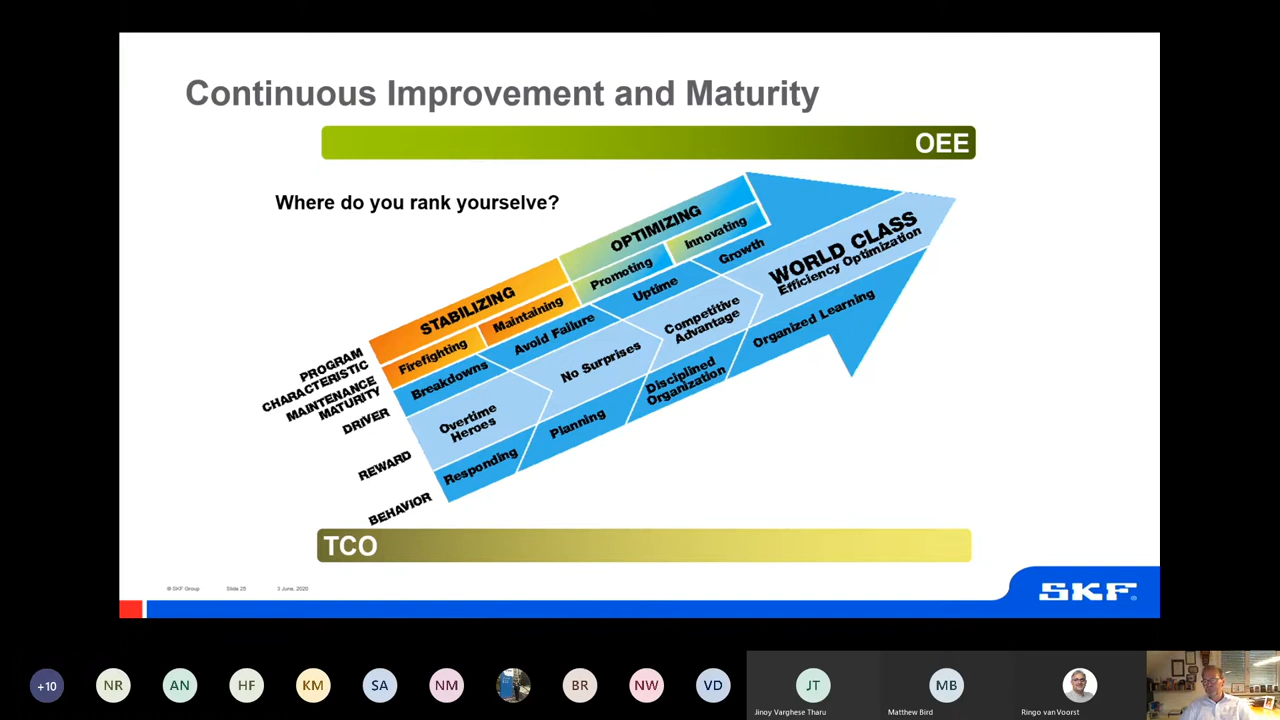 Continuous Improvement and Maturity
OEE
Where do you rank yourselve?
STABILIZING
OPTIMIZING
Firefighting
Maintaining
Promoting
Innovating
Breakdowns
Avoid Failure
Uptime
Growth
Overtime
Heroes
No Surprises
Competitive
Advantage
WORLD CLASS
Efficiency Optimization
Responding
Planning
Disciplined
Organization
Organized Learning
PROGRAM
CHARACTERISTIC
MAINTENANCE
MATURITY
DRIVER
REWARD
BEHAVIOR
TCO
© SKF Group
Slide 25
3 June, 2020
SKF®
+10
NR
AN
HF
KM
SA
NM
BR
NW
VD
JT
MB
Jinoy Varghese Tharu
Matthew Bird
Ringo van Voorst